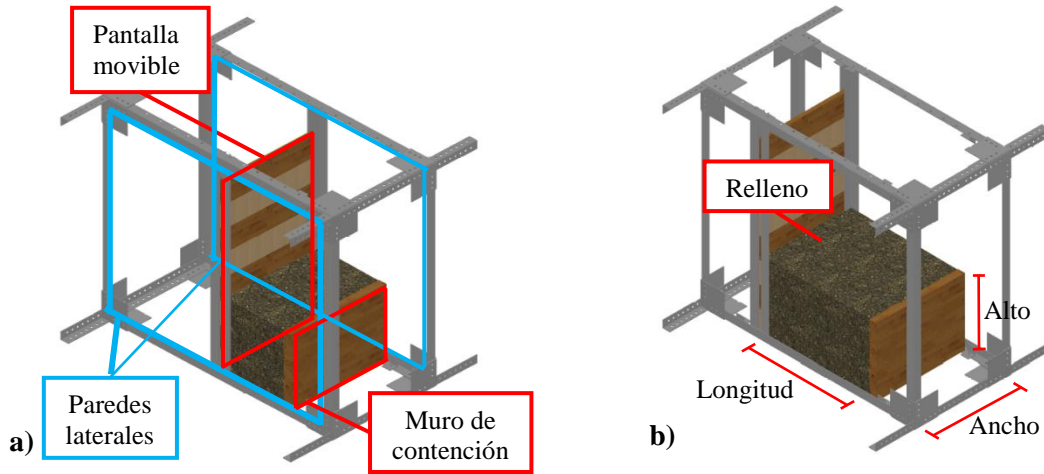 Pantalla
movible
Paredes
laterales
Muro de
contención
a)
Relleno
Alto
Longitud
Ancho
b)